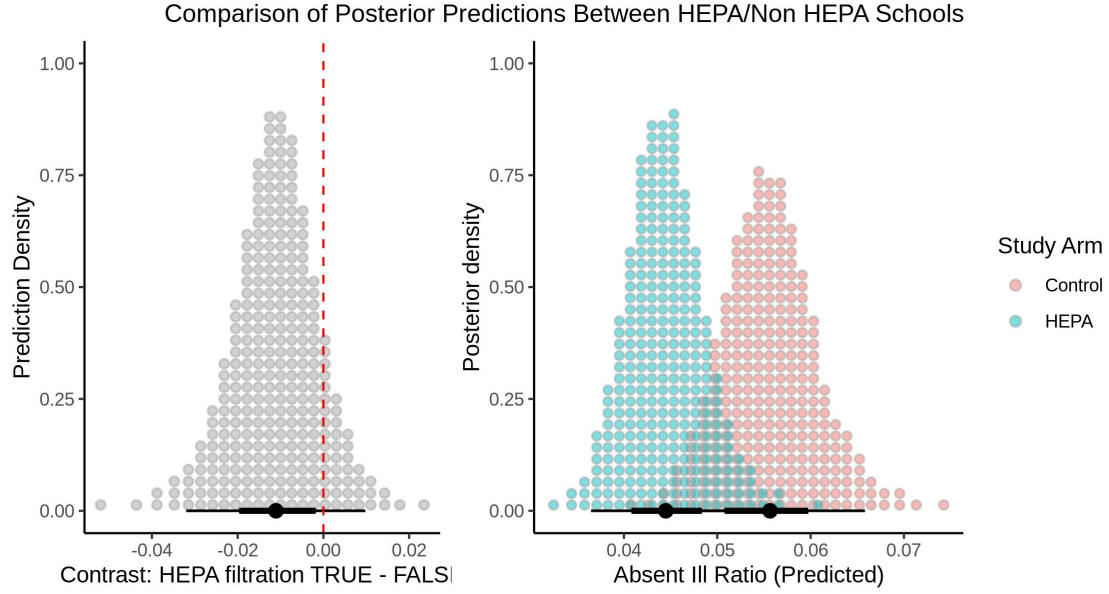 Comparison of Posterior Predictions Between HEPA/Non HEPA Schools
Prediction Density
1.00
0.75
0.50
0.25
0.00
-0.04 -0.02 0.00 0.02
Contrast: HEPA filtration TRUE - FALS
Posterior density
1.00
0.75
0.50
0.25
0.00
0.04 0.05 0.06 0.07
Absent Ill Ratio (Predicted)
Study Arm
Control
HEPA